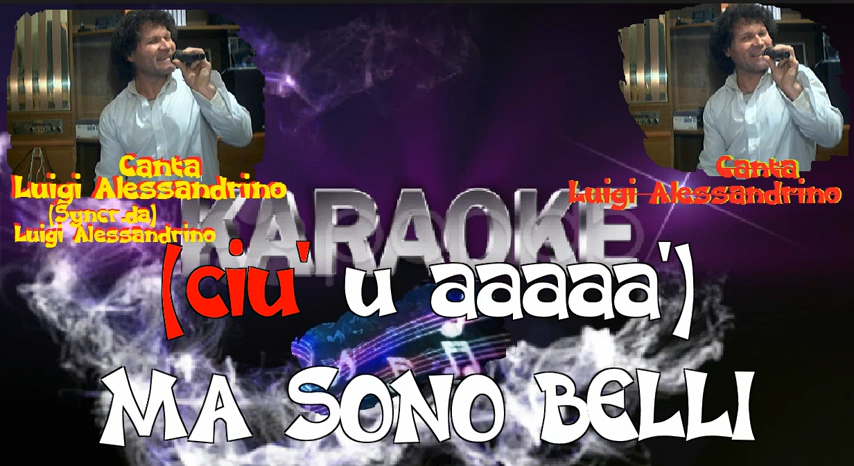 Canta
Luigi Alessandrino
(Syncr da)
Luigi Alessandrino
Canta
Luigi Alessandrino
KARAOKE
(ciu' u aaaaa')
MA SONO BELLI